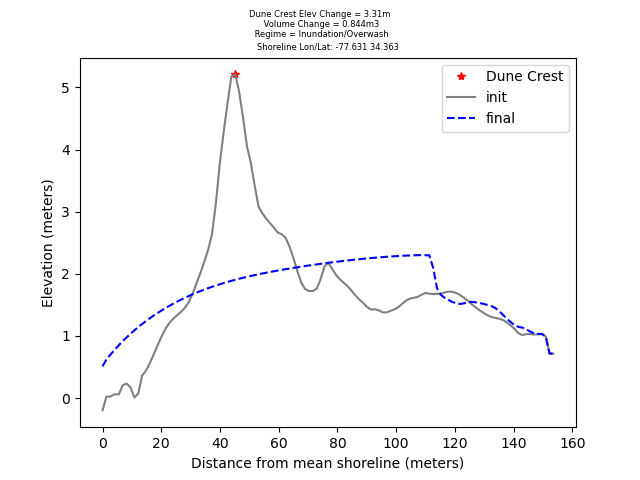 Dune Crest Elev Change = 3.31m
Volume Change = 0.844m3
Regime = Inundation/Overwash
Shoreline Lon/Lat: -77.631 34.363
Dune Crest
init
final
Elevation (meters)
5
4
3
2
1
0
0 20 40 60 80 100 120 140 160
Distance from mean shoreline (meters)